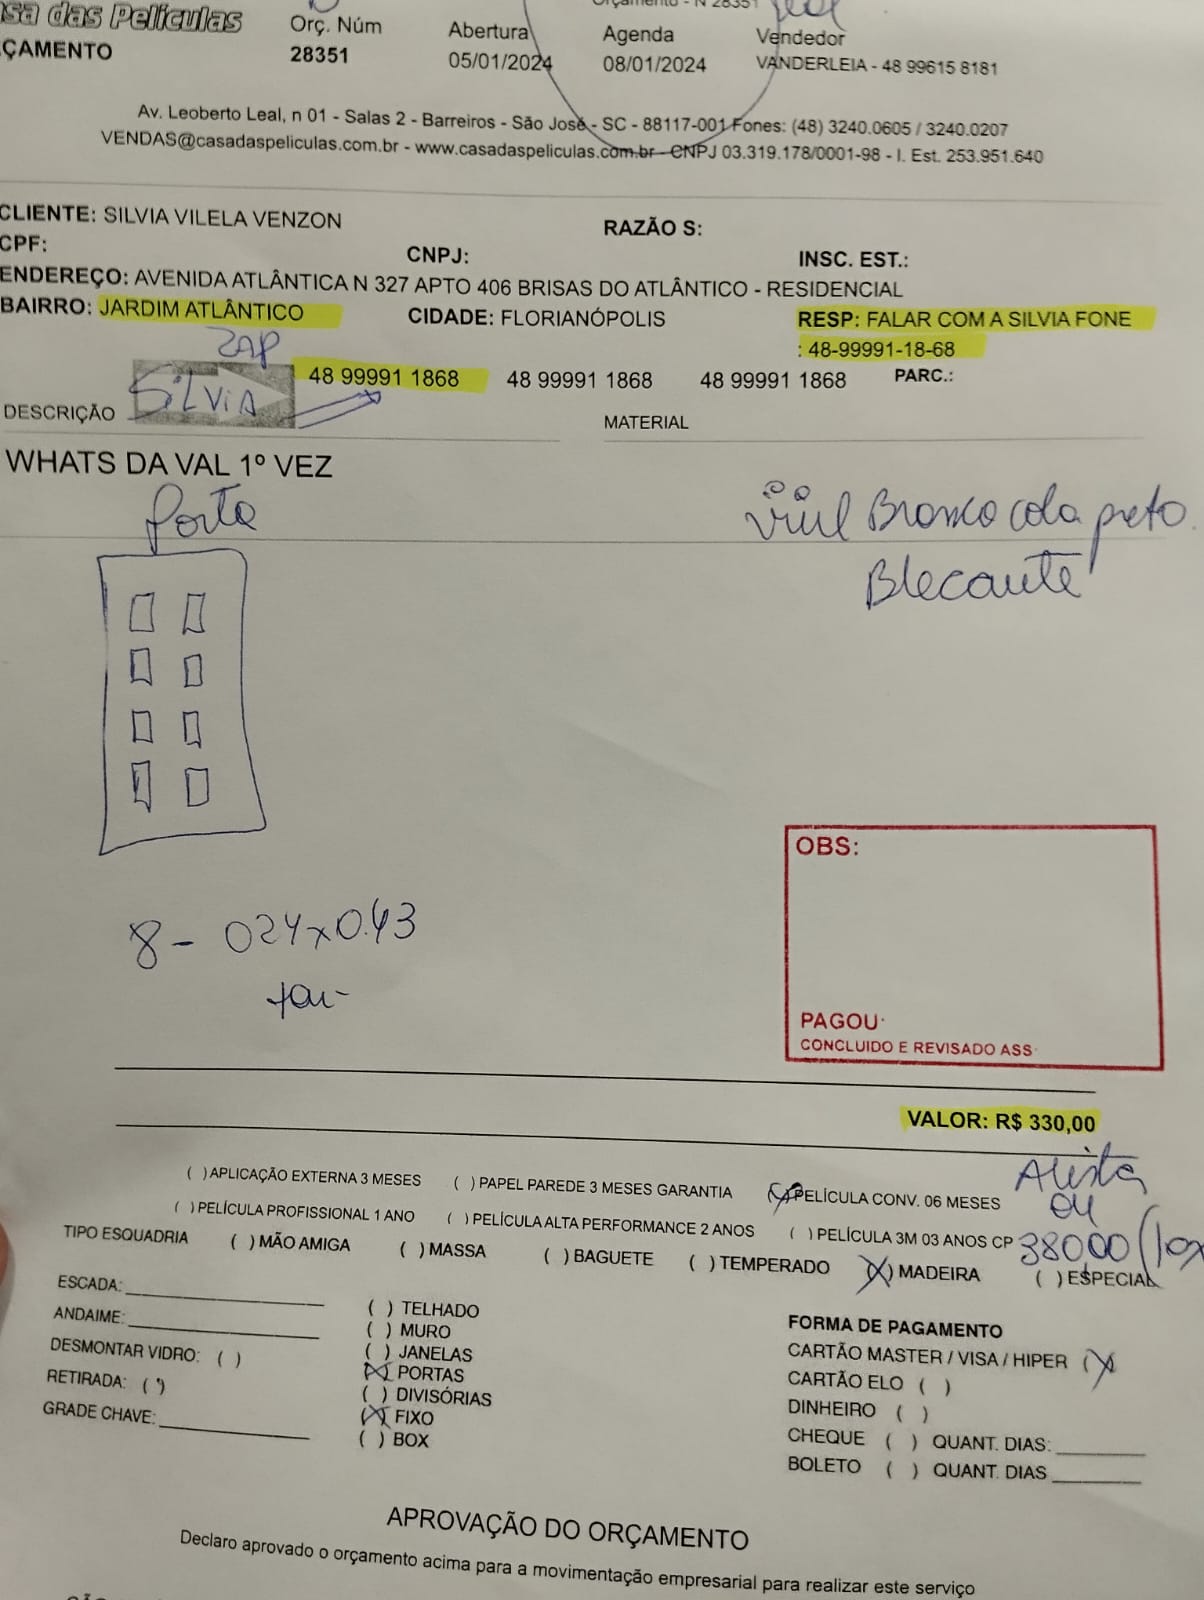 sa das Películas
Orçamento - N 28351
Orç. Núm
Abertura
Agenda
Vendedor
ÇAMENTO
28351
05/01/2024
08/01/2024
VANDERLEIA - 48 99615 8181
Av. Leoberto Leal, n 01 - Salas 2 - Barreiros - São José - SC - 88117-001 Fones: (48) 3240.0605 / 3240.0207
VENDAS@casadaspeliculas.com.br - www.casadaspeliculas.com.br - CNPJ 03.319.178/0001-98 - I. Est. 253.951.640
CLIENTE: SILVIA VILELA VENZON
RAZÃO S:
CPF:
CNPJ:
INSC. EST.:
ENDEREÇO: AVENIDA ATLÂNTICA N 327 APTO 406 BRISAS DO ATLÂNTICO - RESIDENCIAL
BAIRRO: JARDIM ATLÂNTICO
CIDADE: FLORIANÓPOLIS
RESP: FALAR COM A SILVIA FONE
: 48-99991-18-68
ZAP
SiLViA
48 99991 1868
48 99991 1868
48 99991 1868
PARC.:
DESCRIÇÃO
MATERIAL
WHATS DA VAL 1º VEZ
Porta
Branco cola preto
Blecaute
8 - 024x0.43
OBS:
PAGOU:
CONCLUIDO E REVISADO ASS:
VALOR: R$ 330,00
( ) APLICAÇÃO EXTERNA 3 MESES
( ) PAPEL PAREDE 3 MESES GARANTIA
PELÍCULA CONV. 06 MESES
Avista
ou
38000 (10x
( ) PELÍCULA PROFISSIONAL 1 ANO
( ) PELÍCULA ALTA PERFORMANCE 2 ANOS
( ) PELÍCULA 3M 03 ANOS CP
TIPO ESQUADRIA
( ) MÃO AMIGA
( ) MASSA
( ) BAGUETE
( ) TEMPERADO
(X) MADEIRA
( ) ESPECIAL
ESCADA:
ANDAIME:
DESMONTAR VIDRO: ( )
RETIRADA: ( )
GRADE CHAVE:
( ) TELHADO
( ) MURO
( ) JANELAS
(X) PORTAS
( ) DIVISÓRIAS
(X) FIXO
( ) BOX
FORMA DE PAGAMENTO
CARTÃO MASTER / VISA / HIPER (X)
CARTÃO ELO ( )
DINHEIRO ( )
CHEQUE ( ) QUANT. DIAS:
BOLETO ( ) QUANT. DIAS
APROVAÇÃO DO ORÇAMENTO
Declaro aprovado o orçamento acima para a movimentação empresarial para realizar este serviço